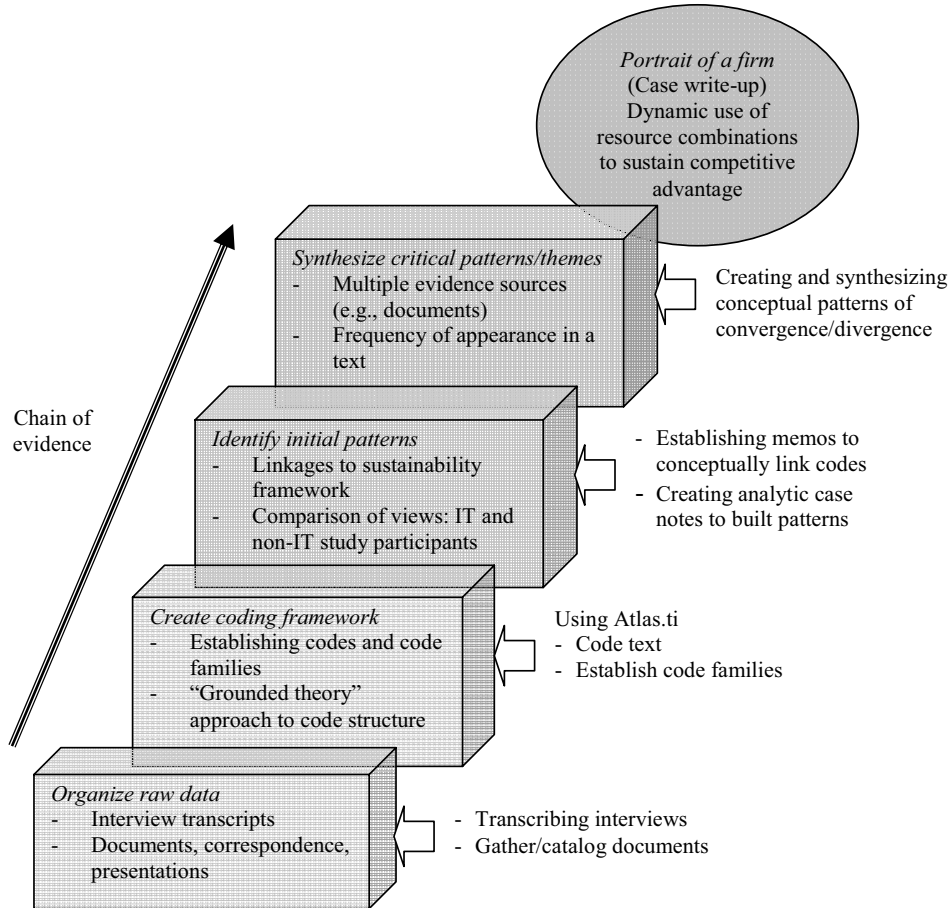 Portrait of a firm
(Case write-up)
Dynamic use of
resource combinations
to sustain competitive
advantage
Synthesize critical patterns/themes
- Multiple evidence sources
(e.g., documents)
- Frequency of appearance in a
text
Creating and synthesizing
conceptual patterns of
convergence/divergence
Chain of
evidence
Identify initial patterns
- Linkages to sustainability
framework
- Comparison of views: IT and
non-IT study participants
- Establishing memos to
conceptually link codes
- Creating analytic case
notes to built patterns
Create coding framework
- Establishing codes and code
families
- “Grounded theory”
approach to code structure
Using Atlas.ti
- Code text
- Establish code families
Organize raw data
- Interview transcripts
- Documents, correspondence,
presentations
- Transcribing interviews
- Gather/catalog documents